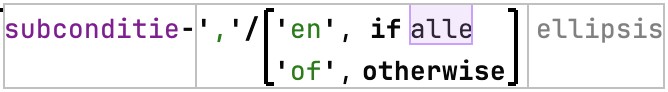 subconditie-','/['en', if alle ellipsis
'of', otherwise]